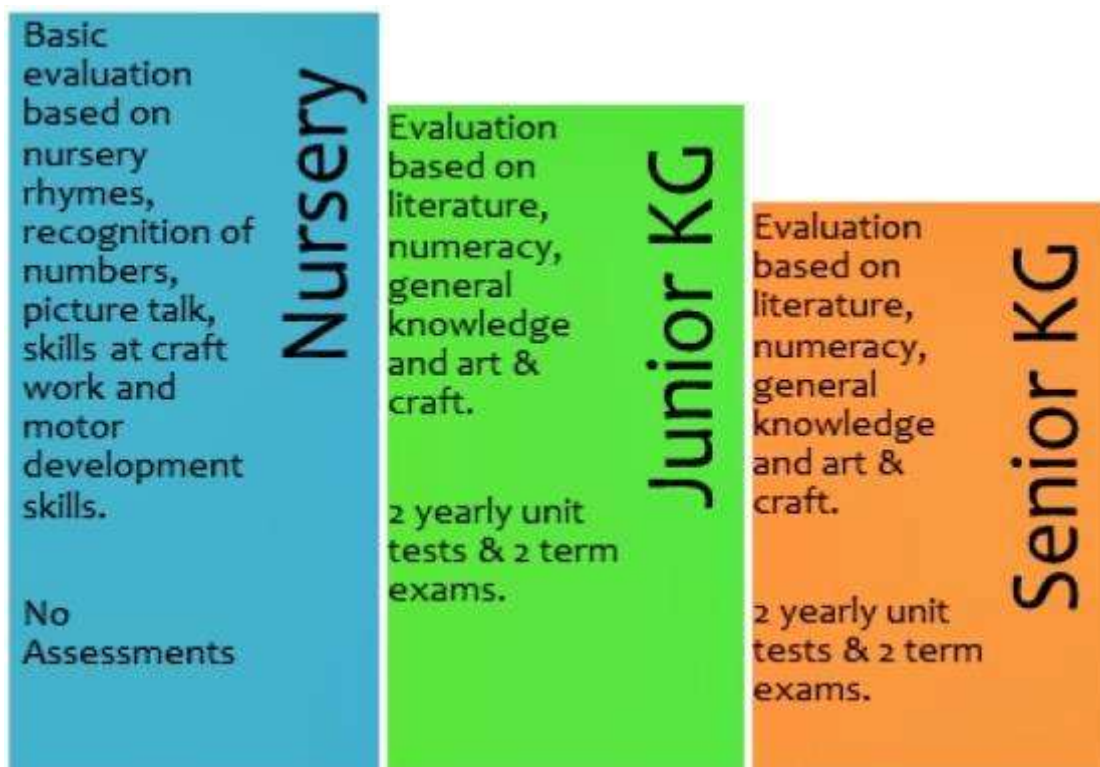 Basic
evaluation
based on
nursery
rhymes,
recognition of
numbers,
picture talk,
skills at craft
work and
motor
development
skills.
No
Assessments
Nursery
Evaluation
based on
literature,
numeracy,
general
knowledge
and art &
craft.
2 yearly unit
tests & 2 term
exams.
Junior KG
Evaluation
based on
literature,
numeracy,
general
knowledge
and art &
craft.
2 yearly unit
tests & 2 term
exams.
Senior KG